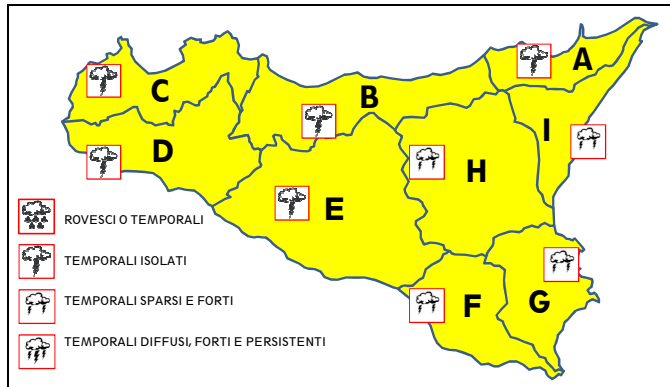 A
C
B
I
D
H
E
ROVESCI O TEMPORALI
TEMPORALI ISOLATI
TEMPORALI SPARSI E FORTI
F
G
TEMPORALI DIFFUSI, FORTI E PERSISTENTI